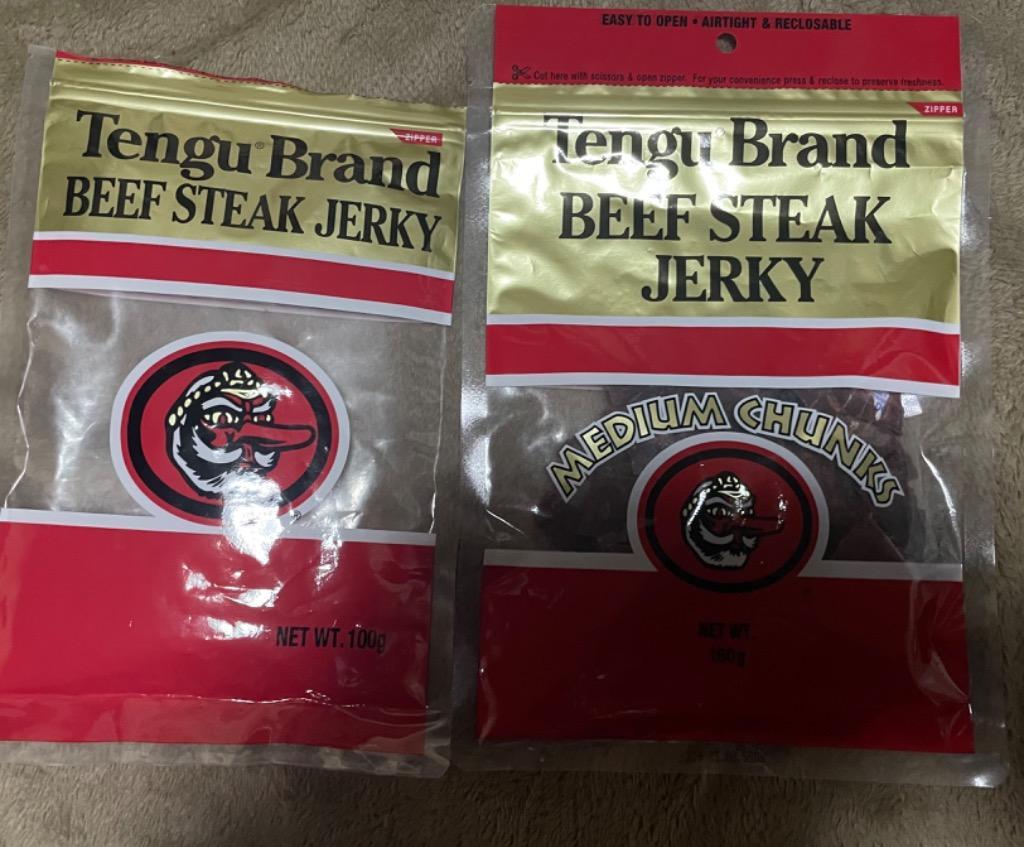 ZIPPER
Tengu® Brand
BEEF STEAK JERKY
®
NET WT. 100g
EASY TO OPEN • AIRTIGHT & RECLOSABLE
Cut here with scissors & open zipper. For your convenience press & reclose to preserve freshness.
ZIPPER
Tengu Brand
BEEF STEAK
JERKY
MEDIUM CHUNKS
NET WT.